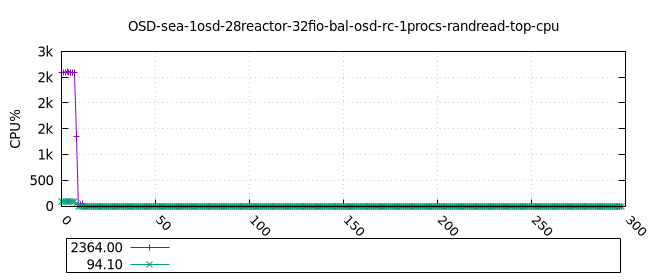 OSD-sea-1osd-28reactor-32fio-bal-osd-rc-1procs-randread-top-cpu
CPU%
3k
2k
2k
2k
1k
500
0
0 50 100 150 200 250 300
2364.00
94.10